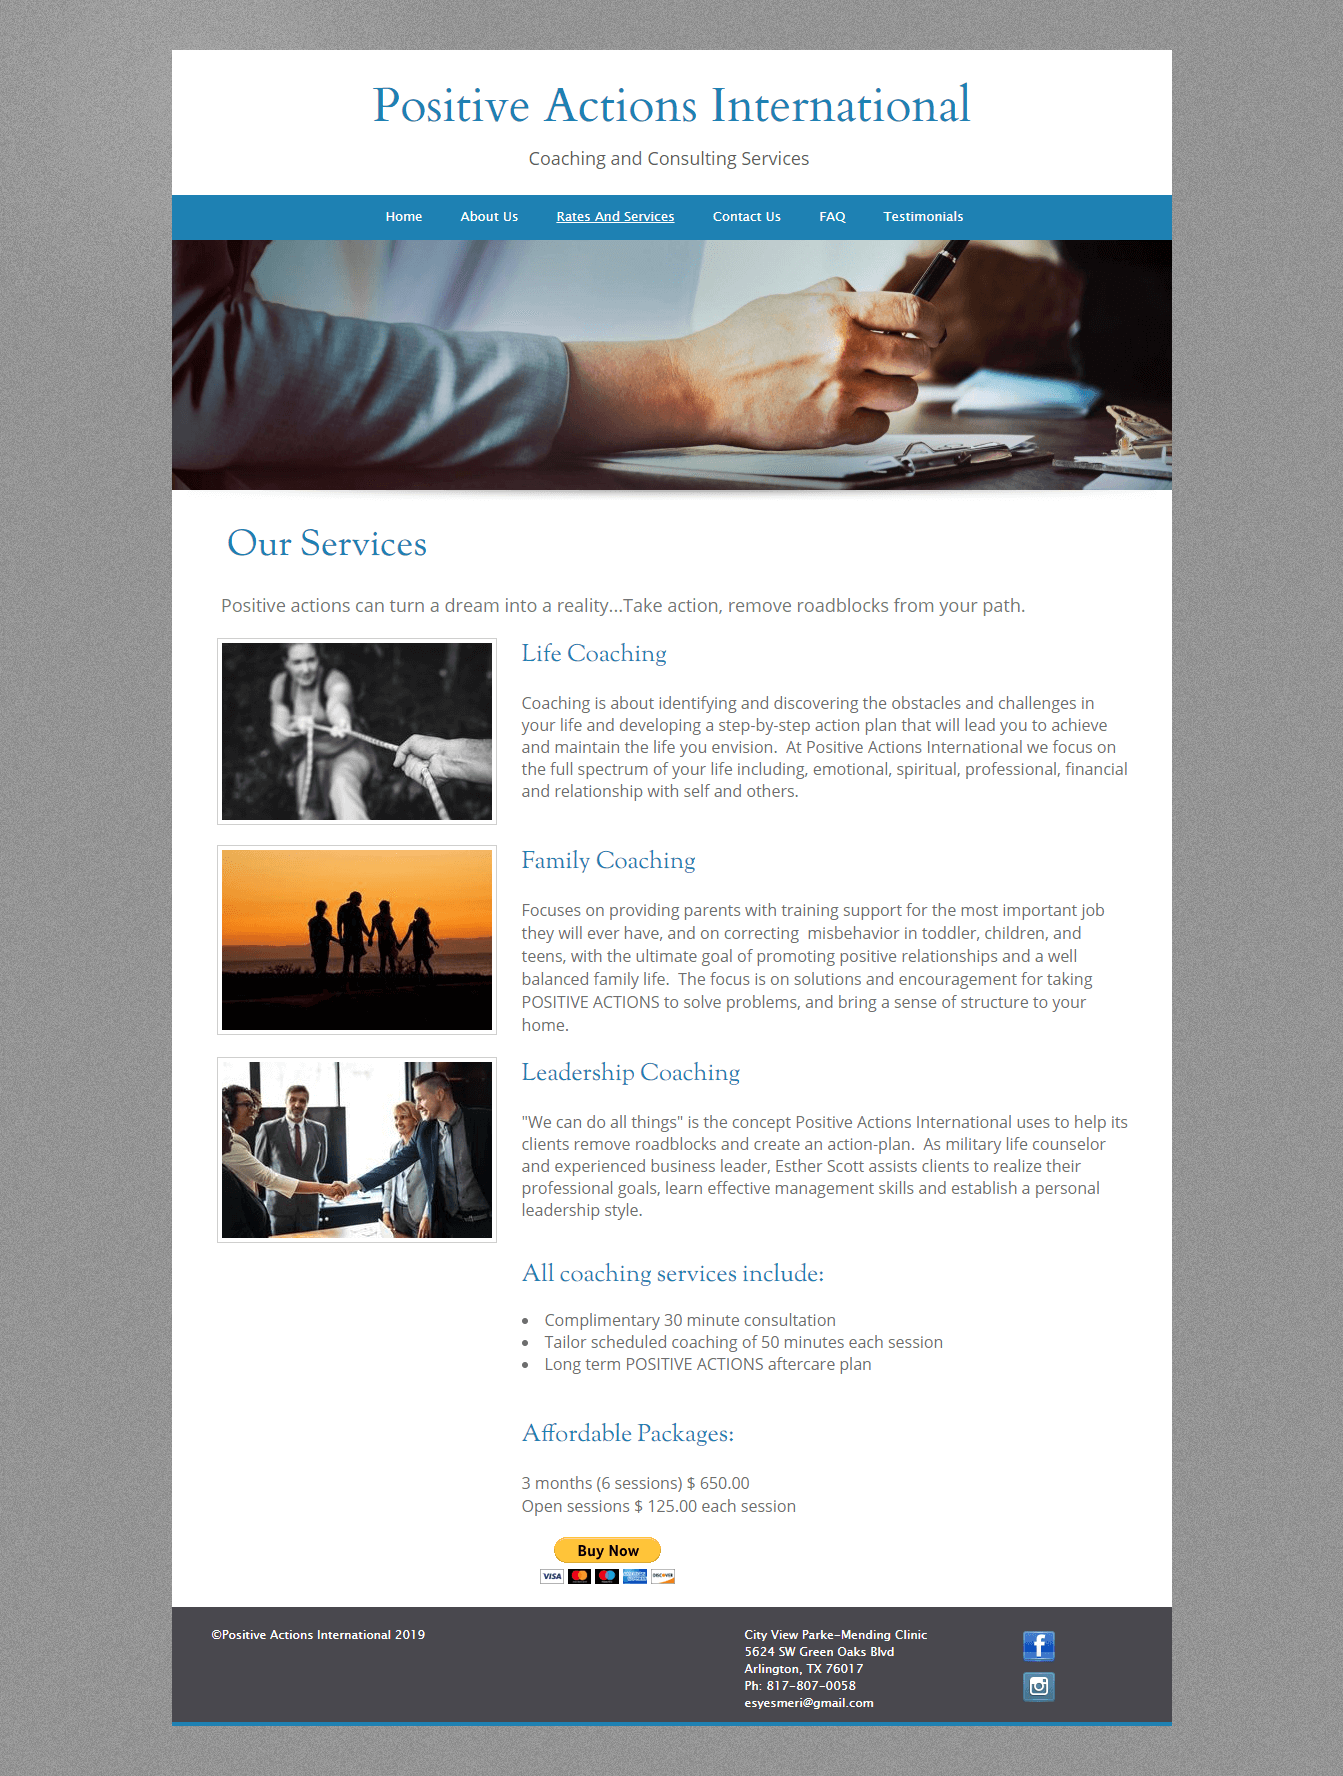 Positive Actions International
Coaching and Consulting Services
Home About Us Rates And Services Contact Us FAQ Testimonials
Our Services
Positive actions can turn a dream into a reality...Take action, remove roadblocks from your path.
Life Coaching
Coaching is about identifying and discovering the obstacles and challenges in
your life and developing a step-by-step action plan that will lead you to achieve
and maintain the life you envision.  At Positive Actions International we focus on
the full spectrum of your life including, emotional, spiritual, professional, financial
and relationship with self and others.
Family Coaching
Focuses on providing parents with training support for the most important job
they will ever have, and on correcting  misbehavior in toddler, children, and
teens, with the ultimate goal of promoting positive relationships and a well
balanced family life.  The focus is on solutions and encouragement for taking
POSITIVE ACTIONS to solve problems, and bring a sense of structure to your
home.
Leadership Coaching
"We can do all things" is the concept Positive Actions International uses to help its
clients remove roadblocks and create an action-plan.  As military life counselor
and experienced business leader, Esther Scott assists clients to realize their
professional goals, learn effective management skills and establish a personal
leadership style.
All coaching services include:
• Complimentary 30 minute consultation
• Tailor scheduled coaching of 50 minutes each session
• Long term POSITIVE ACTIONS aftercare plan
Affordable Packages:
3 months (6 sessions) $ 650.00
Open sessions $ 125.00 each session
Buy Now
VISA DISCOVER
©Positive Actions International 2019
City View Parke-Mending Clinic
5624 SW Green Oaks Blvd
Arlington, TX 76017
Ph: 817-807-0058
esyesmeri@gmail.com